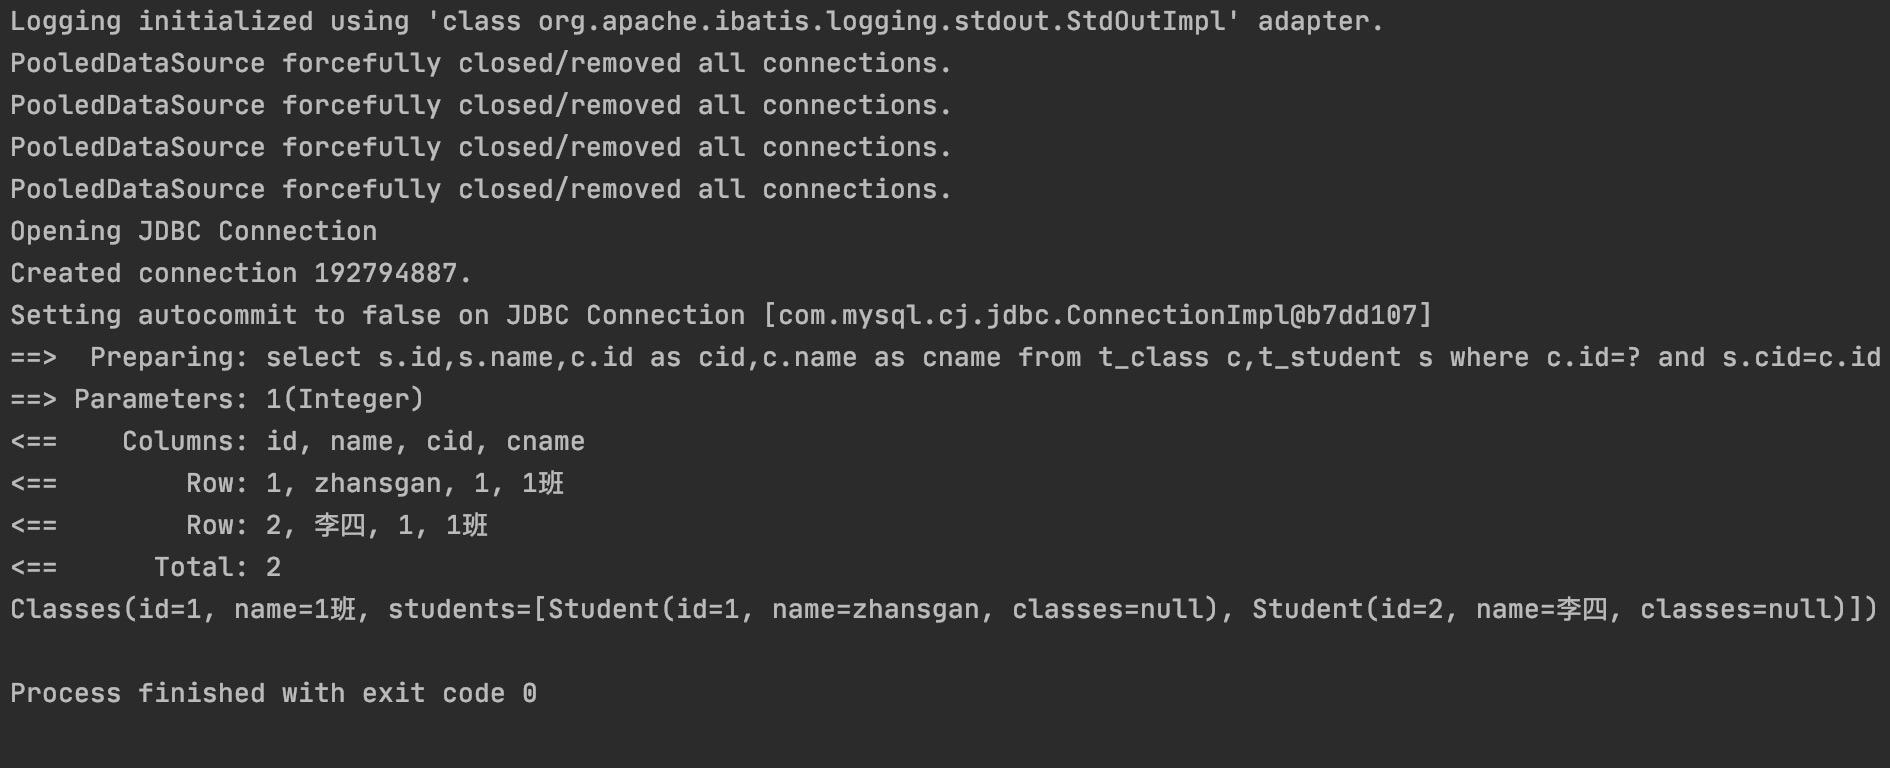 Logging initialized using 'class org.apache.ibatis.logging.stdout.StdOutImpl' adapter.
PooledDataSource forcefully closed/removed all connections.
PooledDataSource forcefully closed/removed all connections.
PooledDataSource forcefully closed/removed all connections.
PooledDataSource forcefully closed/removed all connections.
Opening JDBC Connection
Created connection 192794887.
Setting autocommit to false on JDBC Connection [com.mysql.cj.jdbc.ConnectionImpl@b7dd107]
==>  Preparing: select s.id,s.name,c.id as cid,c.name as cname from t_class c,t_student s where c.id=? and s.cid=c.id
==> Parameters: 1(Integer)
<==    Columns: id, name, cid, cname
<==        Row: 1, zhansgan, 1, 1班
<==        Row: 2, 李四, 1, 1班
<==      Total: 2
Classes(id=1, name=1班, students=[Student(id=1, name=zhansgan, classes=null), Student(id=2, name=李四, classes=null)])
Process finished with exit code 0